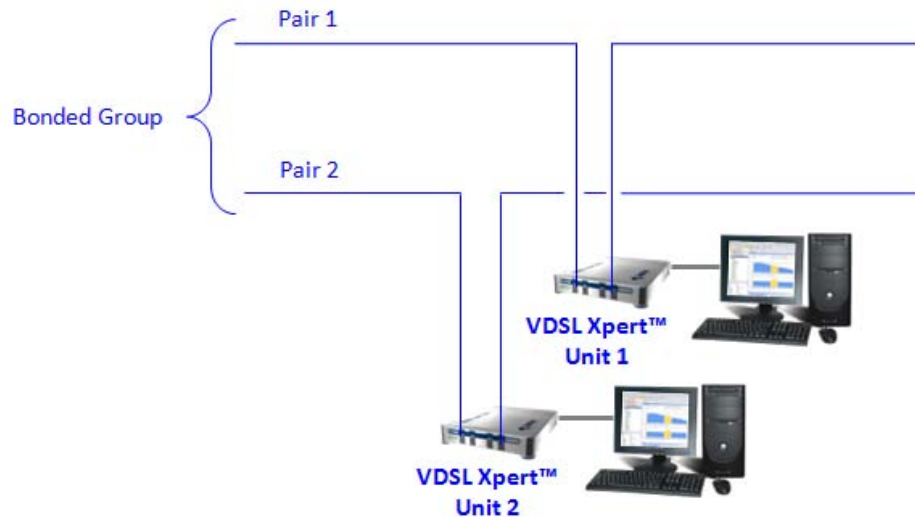 Pair 1
Bonded Group
Pair 2
VDSL Xpert™
Unit 1
VDSL Xpert™
Unit 2